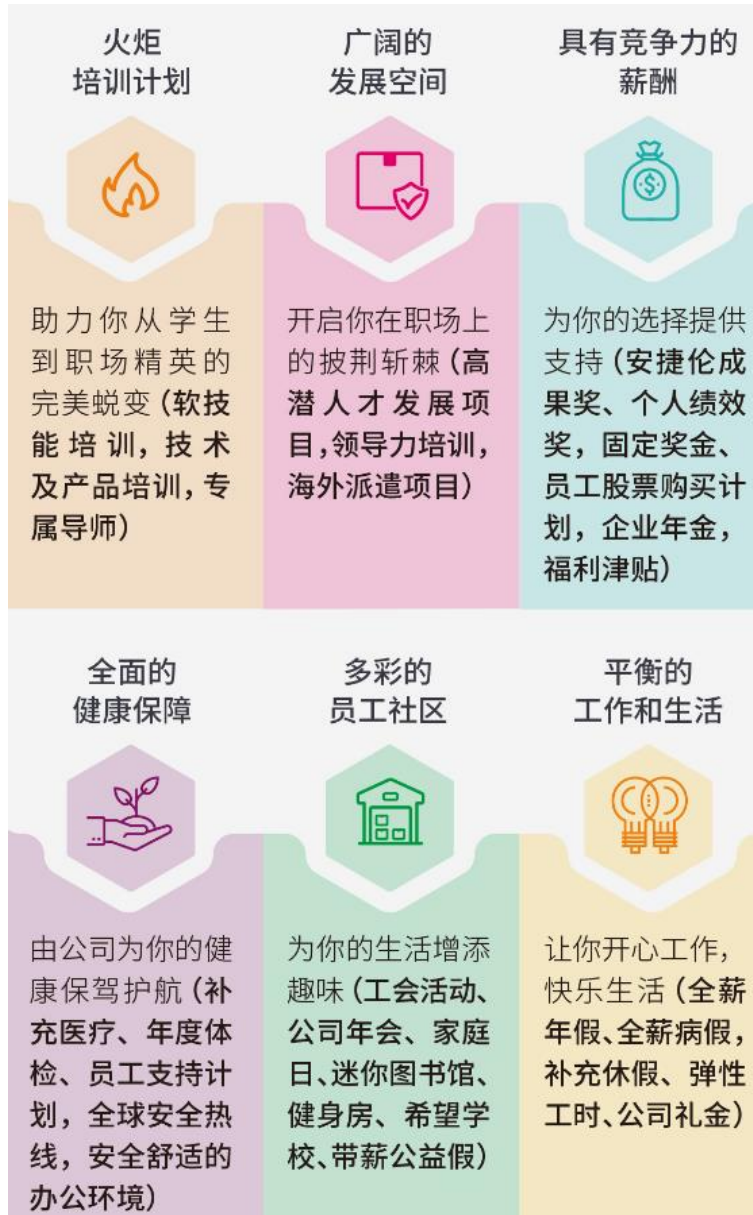 火炬
培训计划
广阔的
发展空间
具有竞争力的
薪酬
助力你从学生
到职场精英的
完美蜕变(软技
能培训,技术
及产品培训,专
属导师)
开启你在职场上
的披荆斩棘(高
潜人才发展项
目,领导力培训,
海外派遣项目)
为你的选择提供
支持(安捷伦成
果奖、个人绩效
奖,固定奖金、
员工股票购买计
划,企业年金,
福利津贴)
全面的
健康保障
多彩的
员工社区
平衡的
工作和生活
由公司为你的健
康保驾护航(补
充医疗、年度体
检、员工支持计
划,全球安全热
线,安全舒适的
办公环境)
为你的生活增添
趣味(工会活动、
公司年会、家庭
日、迷你图书馆、
健身房、希望学
校、带薪公益假)
让你开心工作,
快乐生活(全薪
年假、全薪病假,
补充休假、弹性
工时、公司礼金)